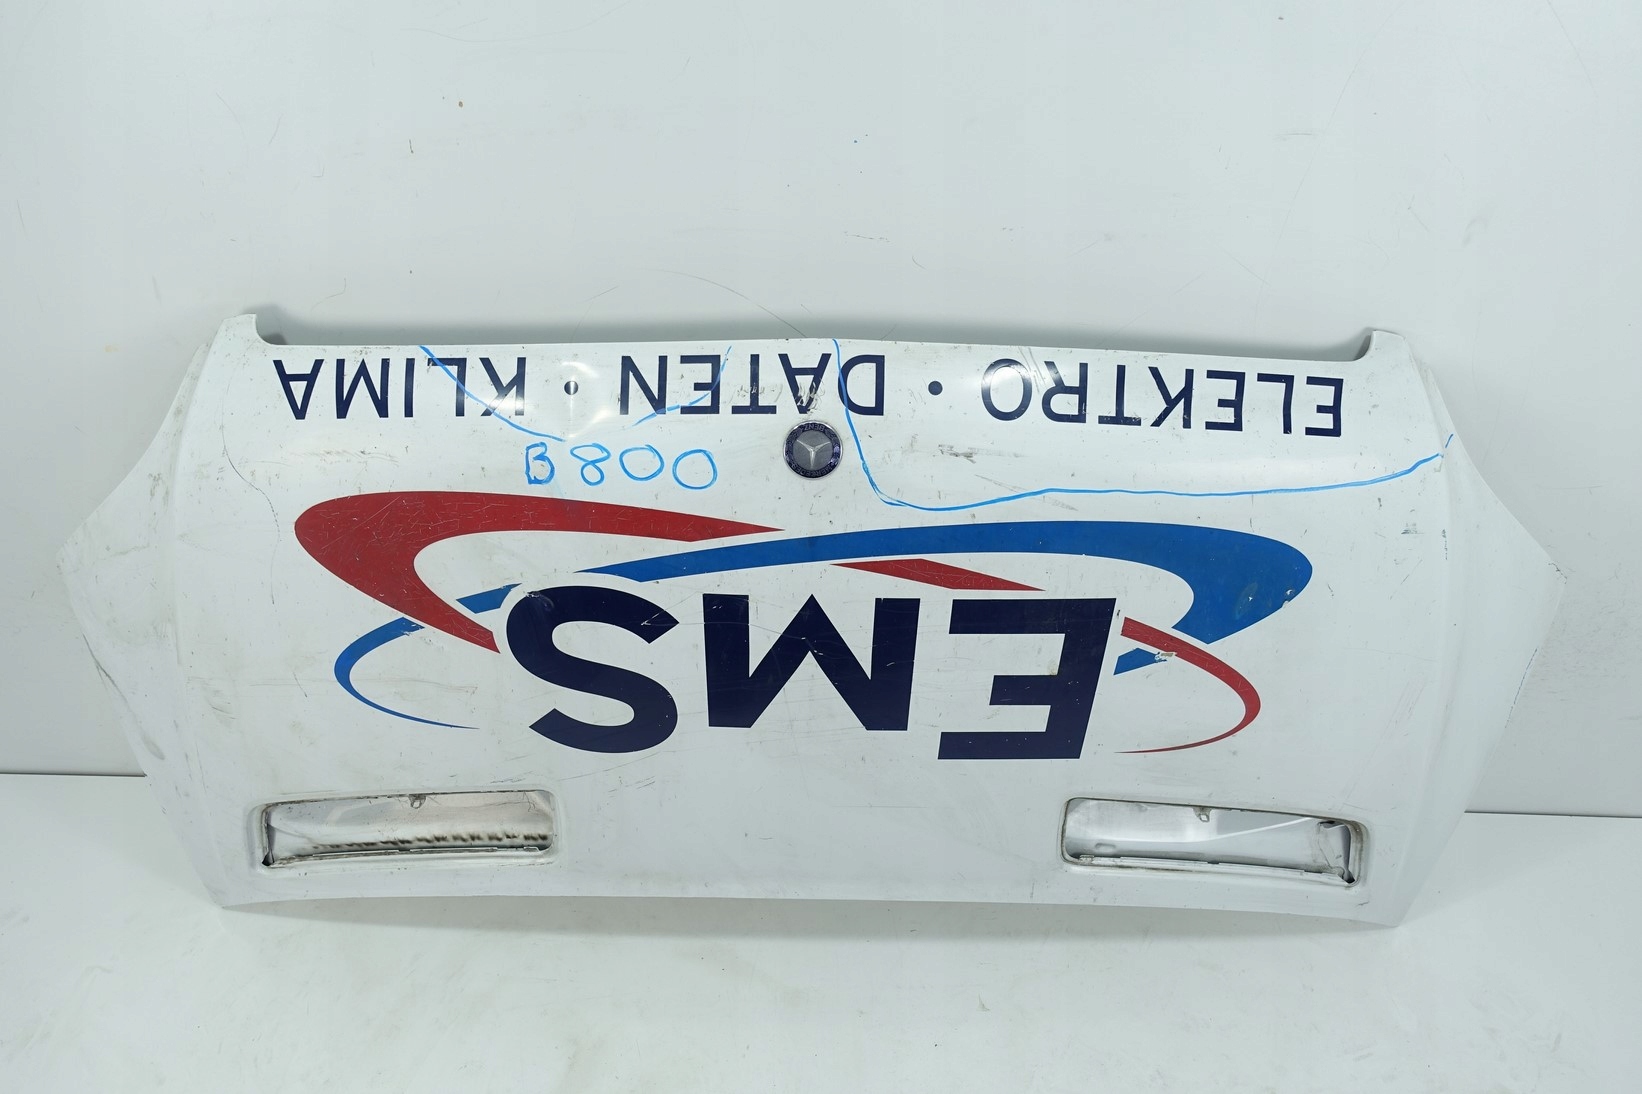 EMS
B800
ELEKTRO • DATEN • KLIMA